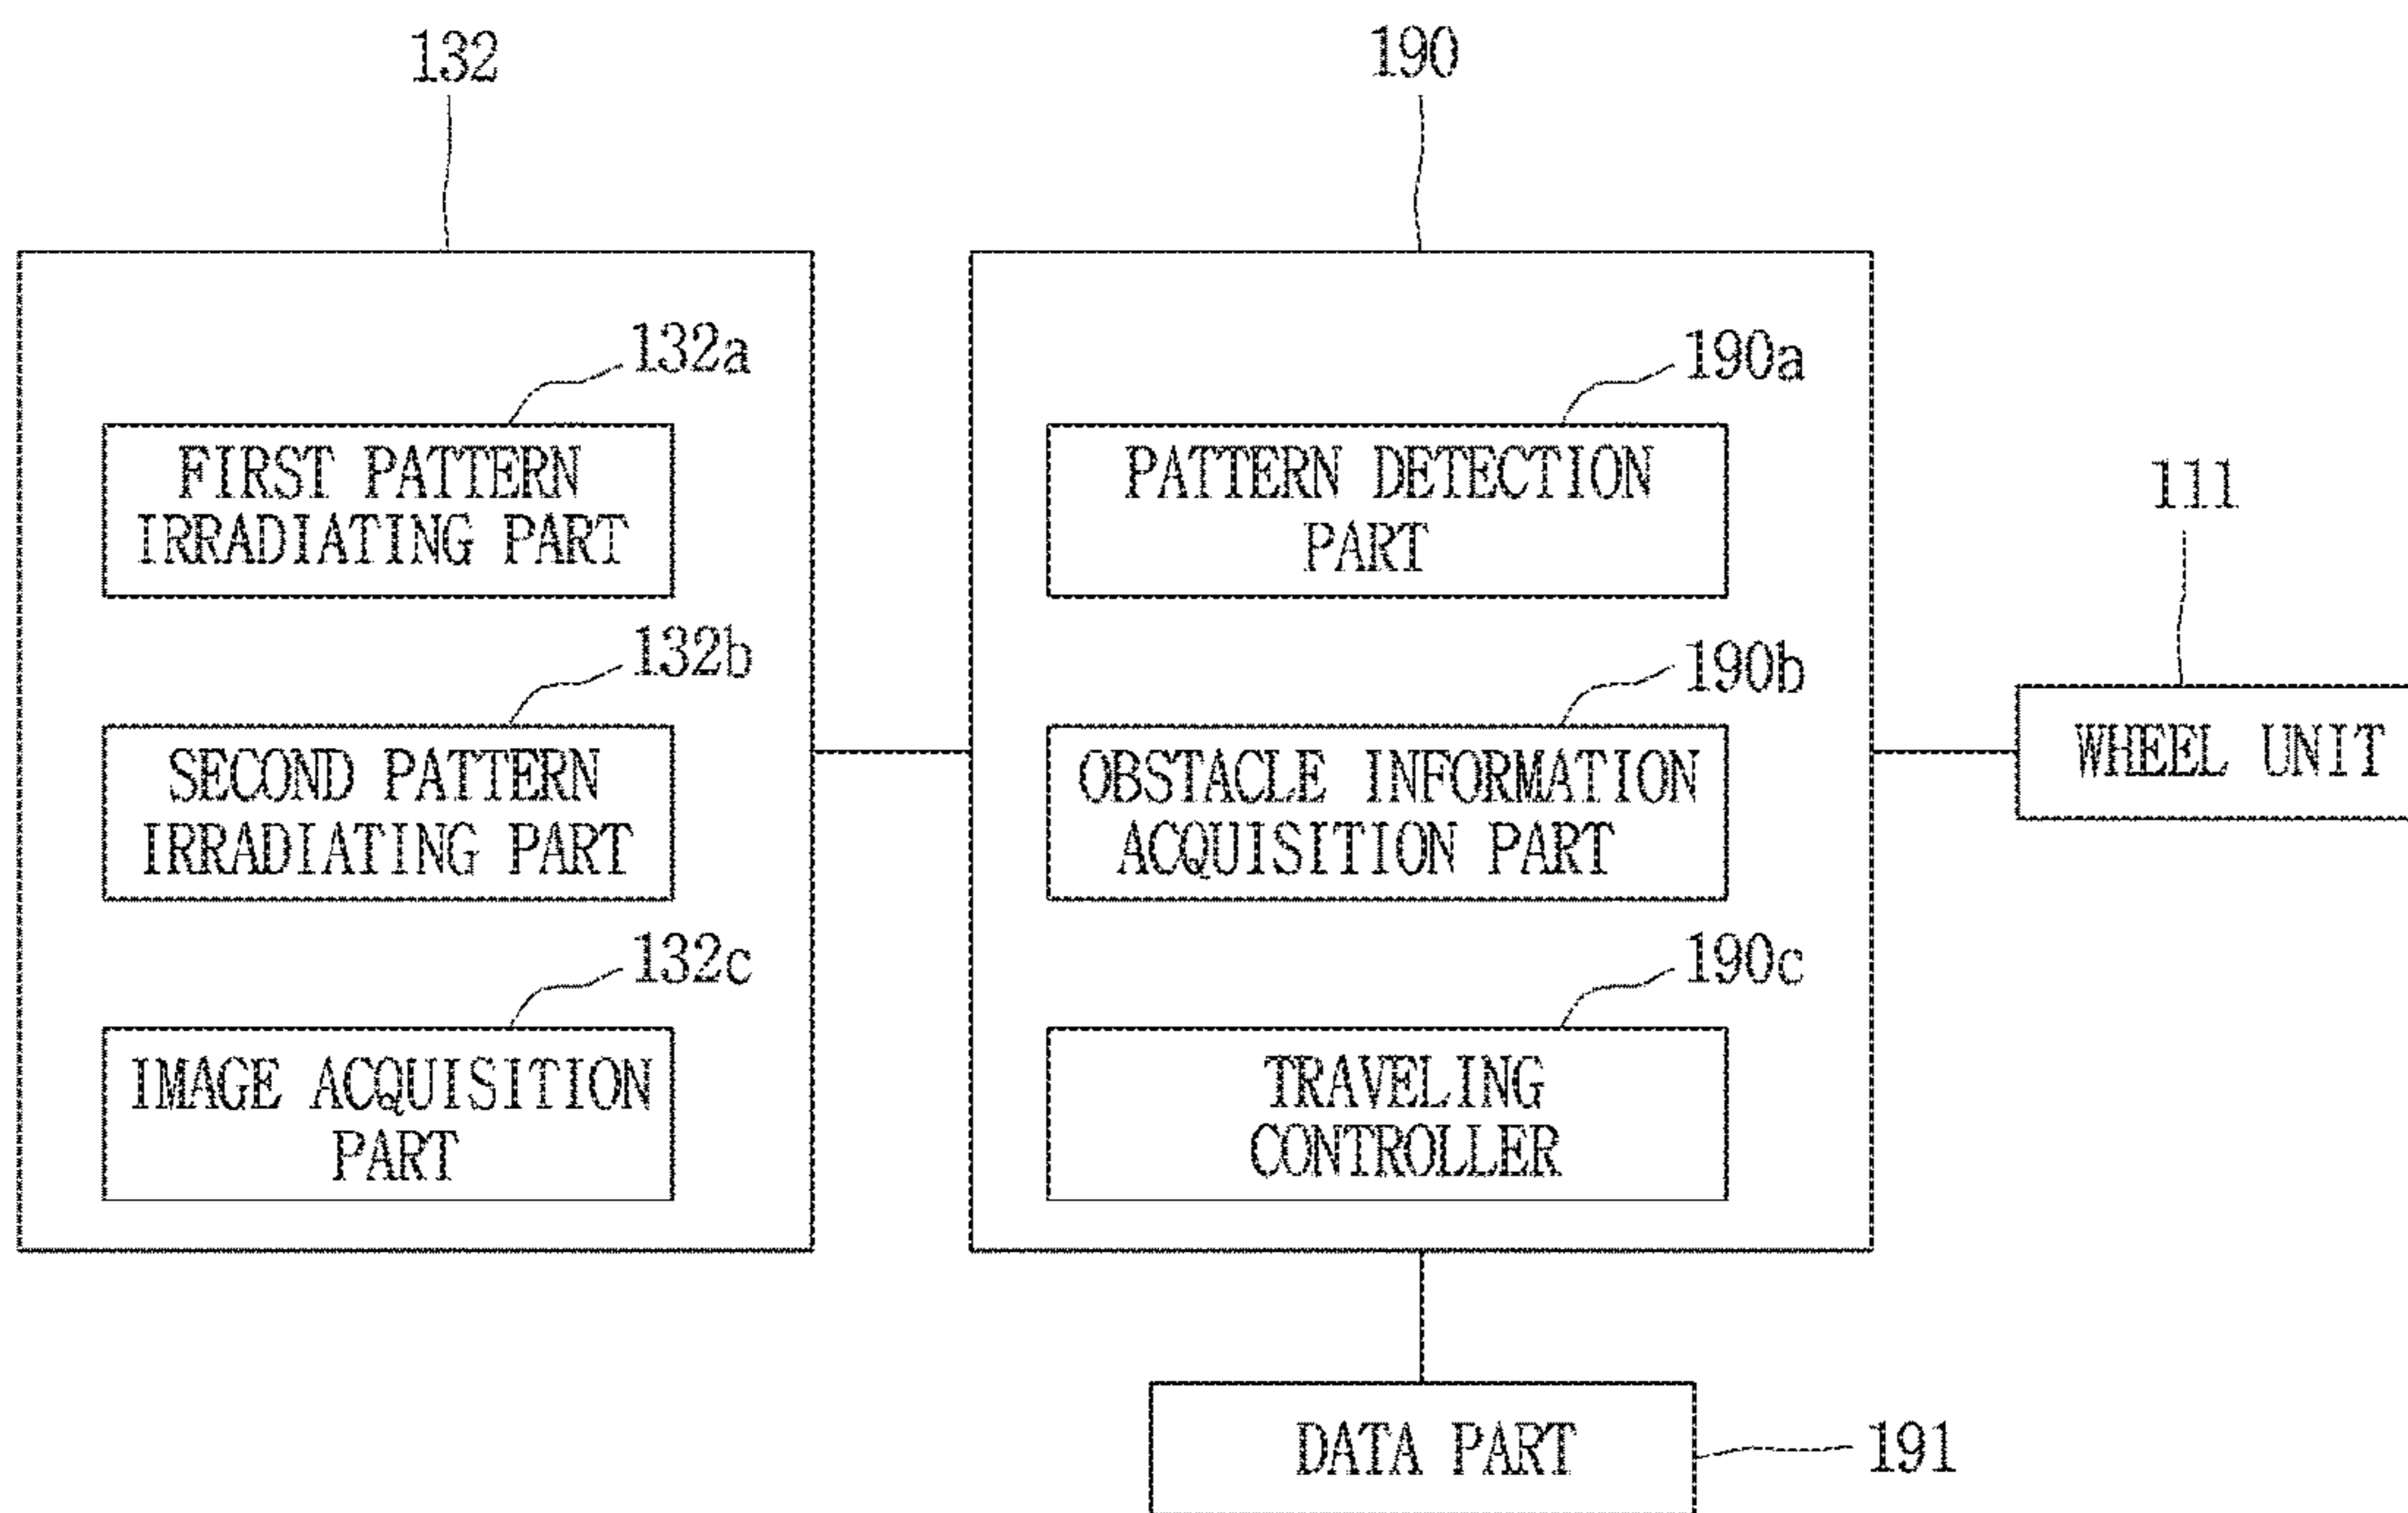 132
190
132a
FIRST PATTERN
IRRADIATING PART
132b
SECOND PATTERN
IRRADIATING PART
132c
IMAGE ACQUISITION
PART
190a
PATTERN DETECTION
PART
190b
OBSTACLE INFORMATION
ACQUISITION PART
190c
TRAVELING
CONTROLLER
111
WHEEL UNIT
DATA PART
191